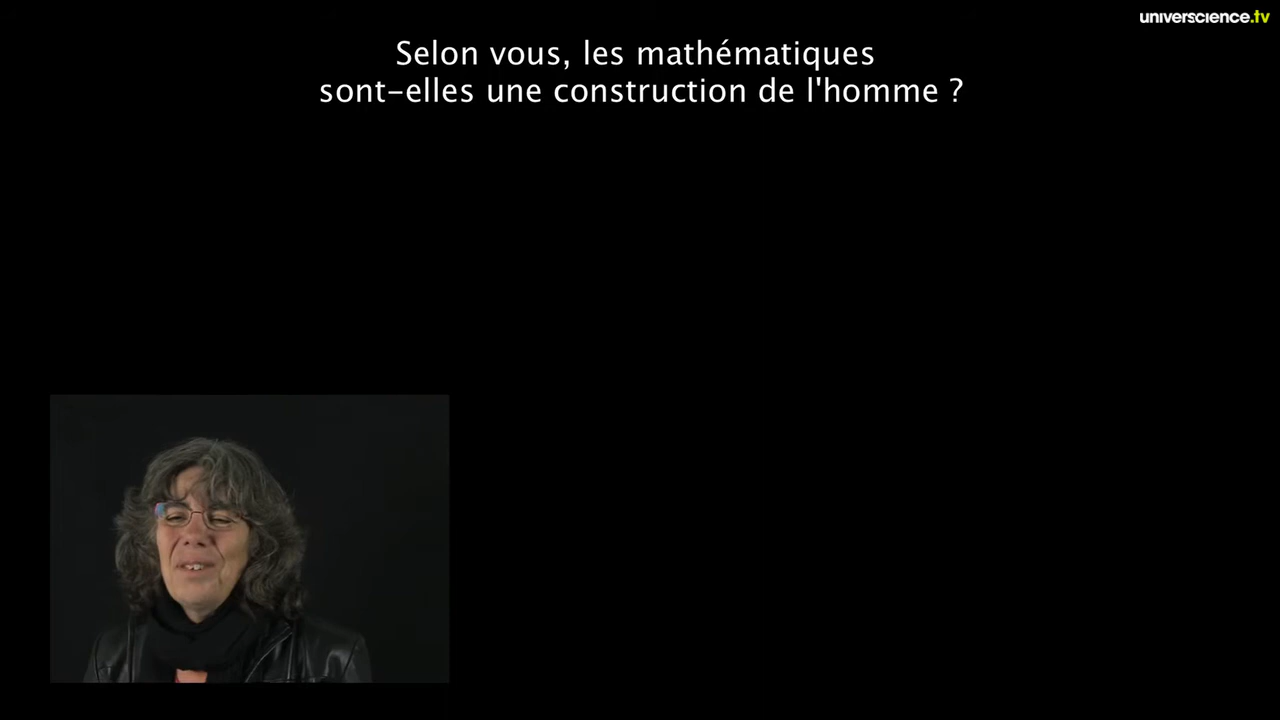 universcience.tv
Selon vous, les mathématiques
sont-elles une construction de l'homme ?